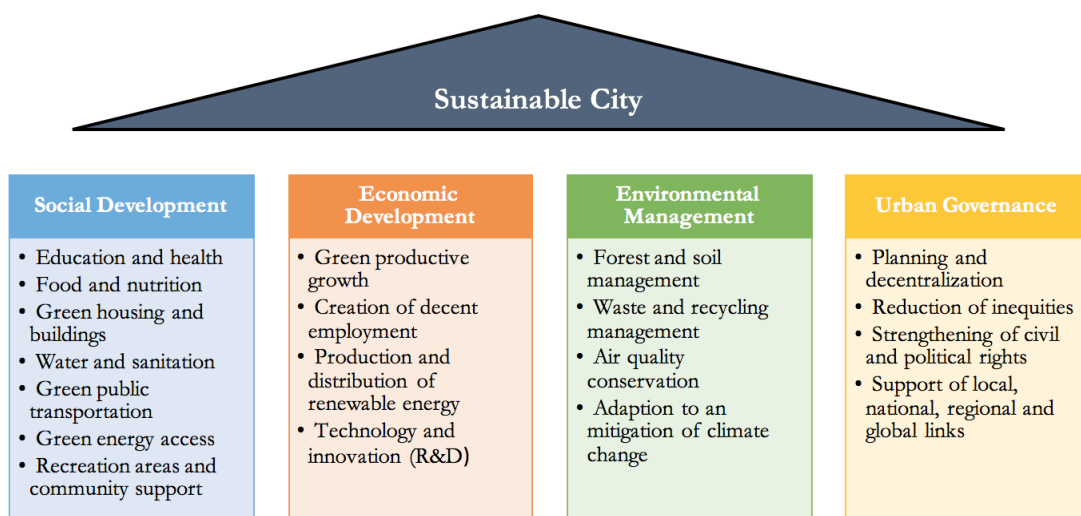 Sustainable City
Social Development
• Education and health
• Food and nutrition
• Green housing and
buildings
• Water and sanitation
• Green public
transportation
• Green energy access
• Recreation areas and
community support
Economic
Development
• Green productive
growth
• Creation of decent
employment
• Production and
distribution of
renewable energy
• Technology and
innovation (R&D)
Environmental
Management
• Forest and soil
management
• Waste and recycling
management
• Air quality
conservation
• Adaption to an
mitigation of climate
change
Urban Governance
• Planning and
decentralization
• Reduction of inequities
• Strengthening of civil
and political rights
• Support of local,
national, regional and
global links